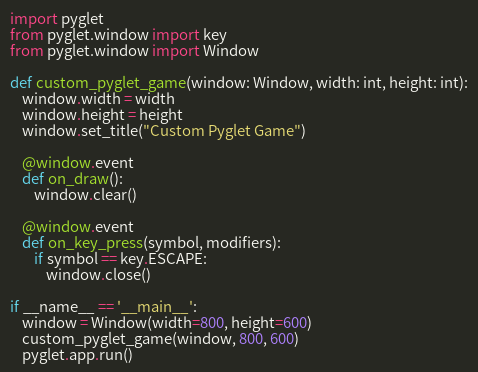 import pyglet
from pyglet.window import key
from pyglet.window import Window

def custom_pyglet_game(window: Window, width: int, height: int):
    window.width = width
    window.height = height
    window.set_title("Custom Pyglet Game")

    @window.event
    def on_draw():
        window.clear()

    @window.event
    def on_key_press(symbol, modifiers):
        if symbol == key.ESCAPE:
            window.close()

if __name__ == '__main__':
    window = Window(width=800, height=600)
    custom_pyglet_game(window, 800, 600)
    pyglet.app.run()